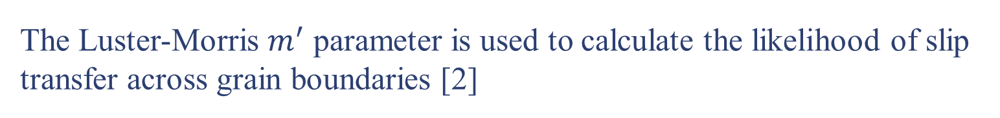 The Luster-Morris m′ parameter is used to calculate the likelihood of slip
transfer across grain boundaries [2]